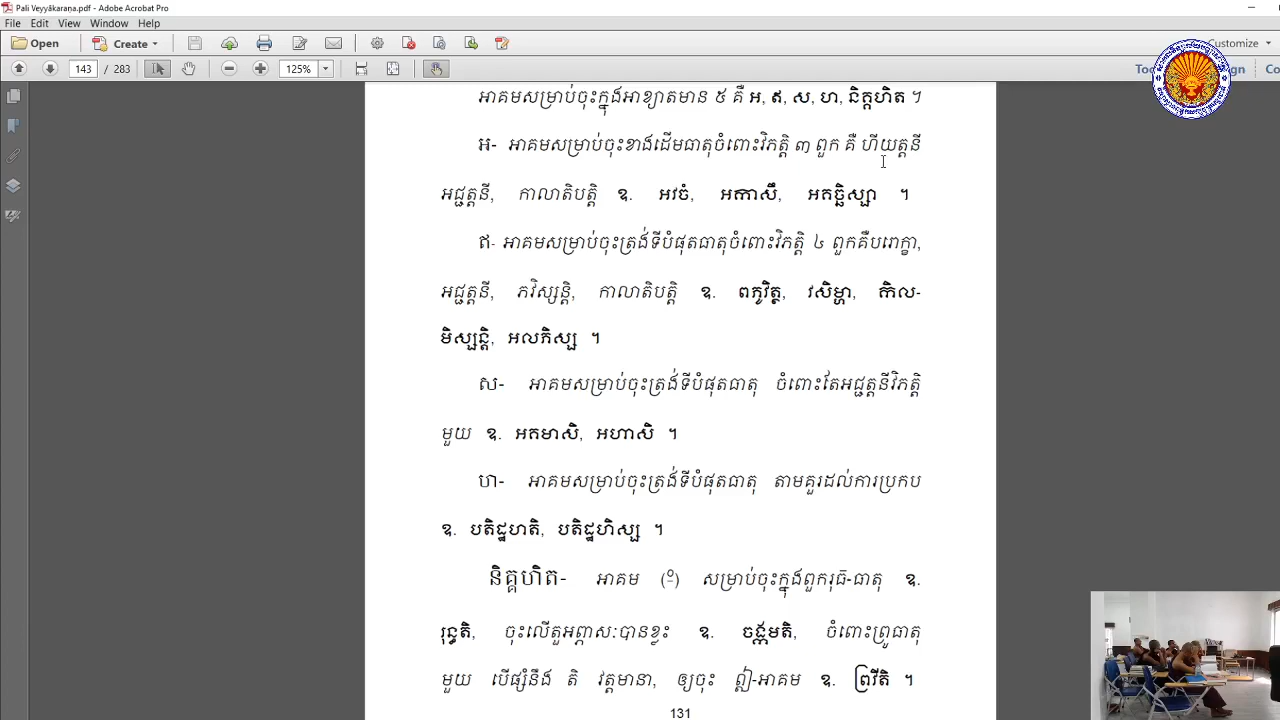 Pali Veyyākaraṇa.pdf - Adobe Acrobat Pro
File Edit View Window Help
Open Create Customize
143 / 283 125%
អាគមសម្រាប់ចុះក្នុងអាខ្យាតមាន ៥ គឺ អ, ឥ, ស, ហ, និគ្គហិត ។
អ- អាគមសម្រាប់ចុះខាងដើមធាតុចំពោះវិភត្តិ ៣ ពួក គឺ ហីយត្តនី
អជ្ជត្តនី, កាលាតិបត្តិ ឧ. អវចំ, អកាសឹ, អគច្ឆិស្សា ។
ឥ- អាគមសម្រាប់ចុះត្រង់ទីបំផុតធាតុចំពោះវិភត្តិ ៤ ពួកគឺបរោក្ខា,
អជ្ជត្តនី, ភវិស្សន្តិ, កាលាតិបត្តិ ឧ. ពភូវិត្ថ, វសិម្ហា, កិល-
មិស្សន្តិ, អលភិស្ស ។
ស- អាគមសម្រាប់ចុះត្រង់ទីបំផុតធាតុ ចំពោះតែអជ្ជត្តនីវិភត្តិ
មួយ ឧ. អគមាសិ, អហាសិ ។
ហ- អាគមសម្រាប់ចុះត្រង់ទីបំផុតធាតុ តាមគួរដល់ការប្រកប
ឧ. បតិដ្ឋហតិ, បតិដ្ឋហិស្ស ។
និគ្គហិត- អាគម (ំ) សម្រាប់ចុះក្នុងពួករុធ៑-ធាតុ ឧ.
រុន្ធតិ, ចុះលើតួអព្ភាសៈបានខ្លះ ឧ. ចង្កមតិ, ចំពោះព្រូធាតុ
មួយ បើផ្សំនឹង តិ វត្តមានា, ឲ្យចុះ ឦ-អាគម ឧ. ព្រវីតិ ។
131